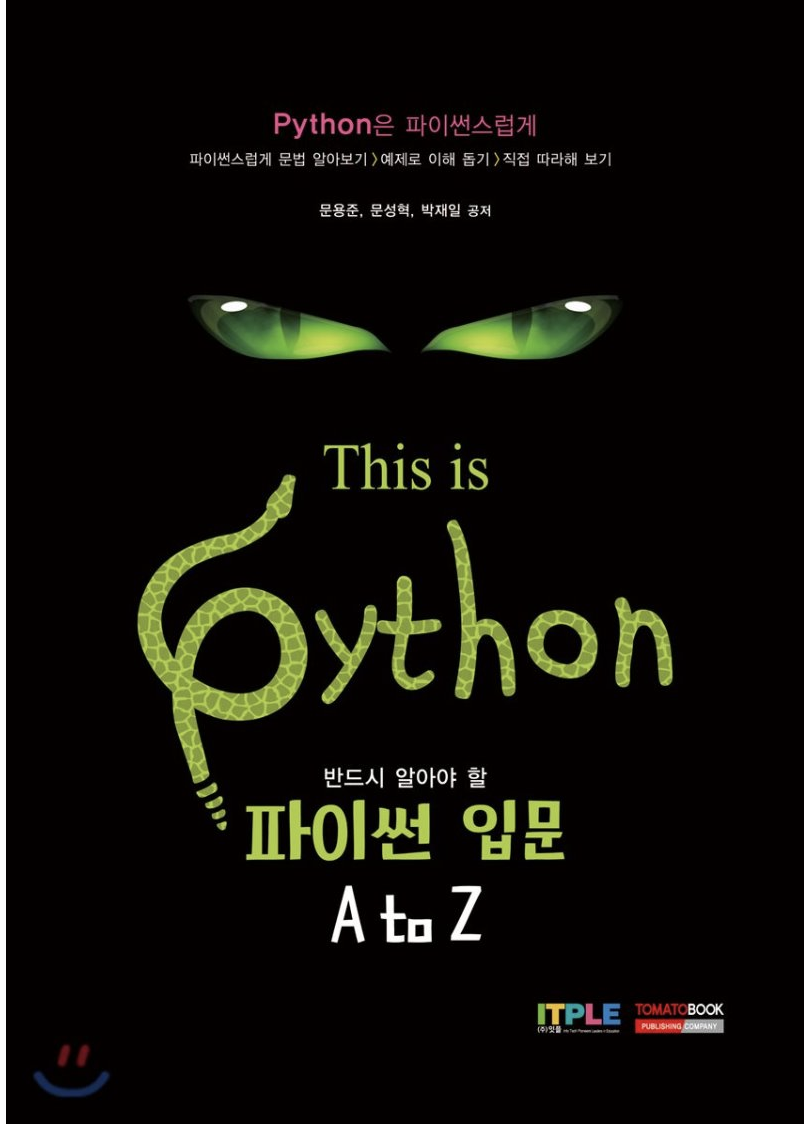 Python은 파이썬스럽게
파이썬스럽게 문법 알아보기 〉예제로 이해 돕기 〉직접 따라해 보기
문용준, 문성혁, 박재일 공저
This is
Python
반드시 알아야 할
파이썬 입문
A to Z
ITPLE TOMATOBOOK
(주)잇플 PUBLISHING COMPANY